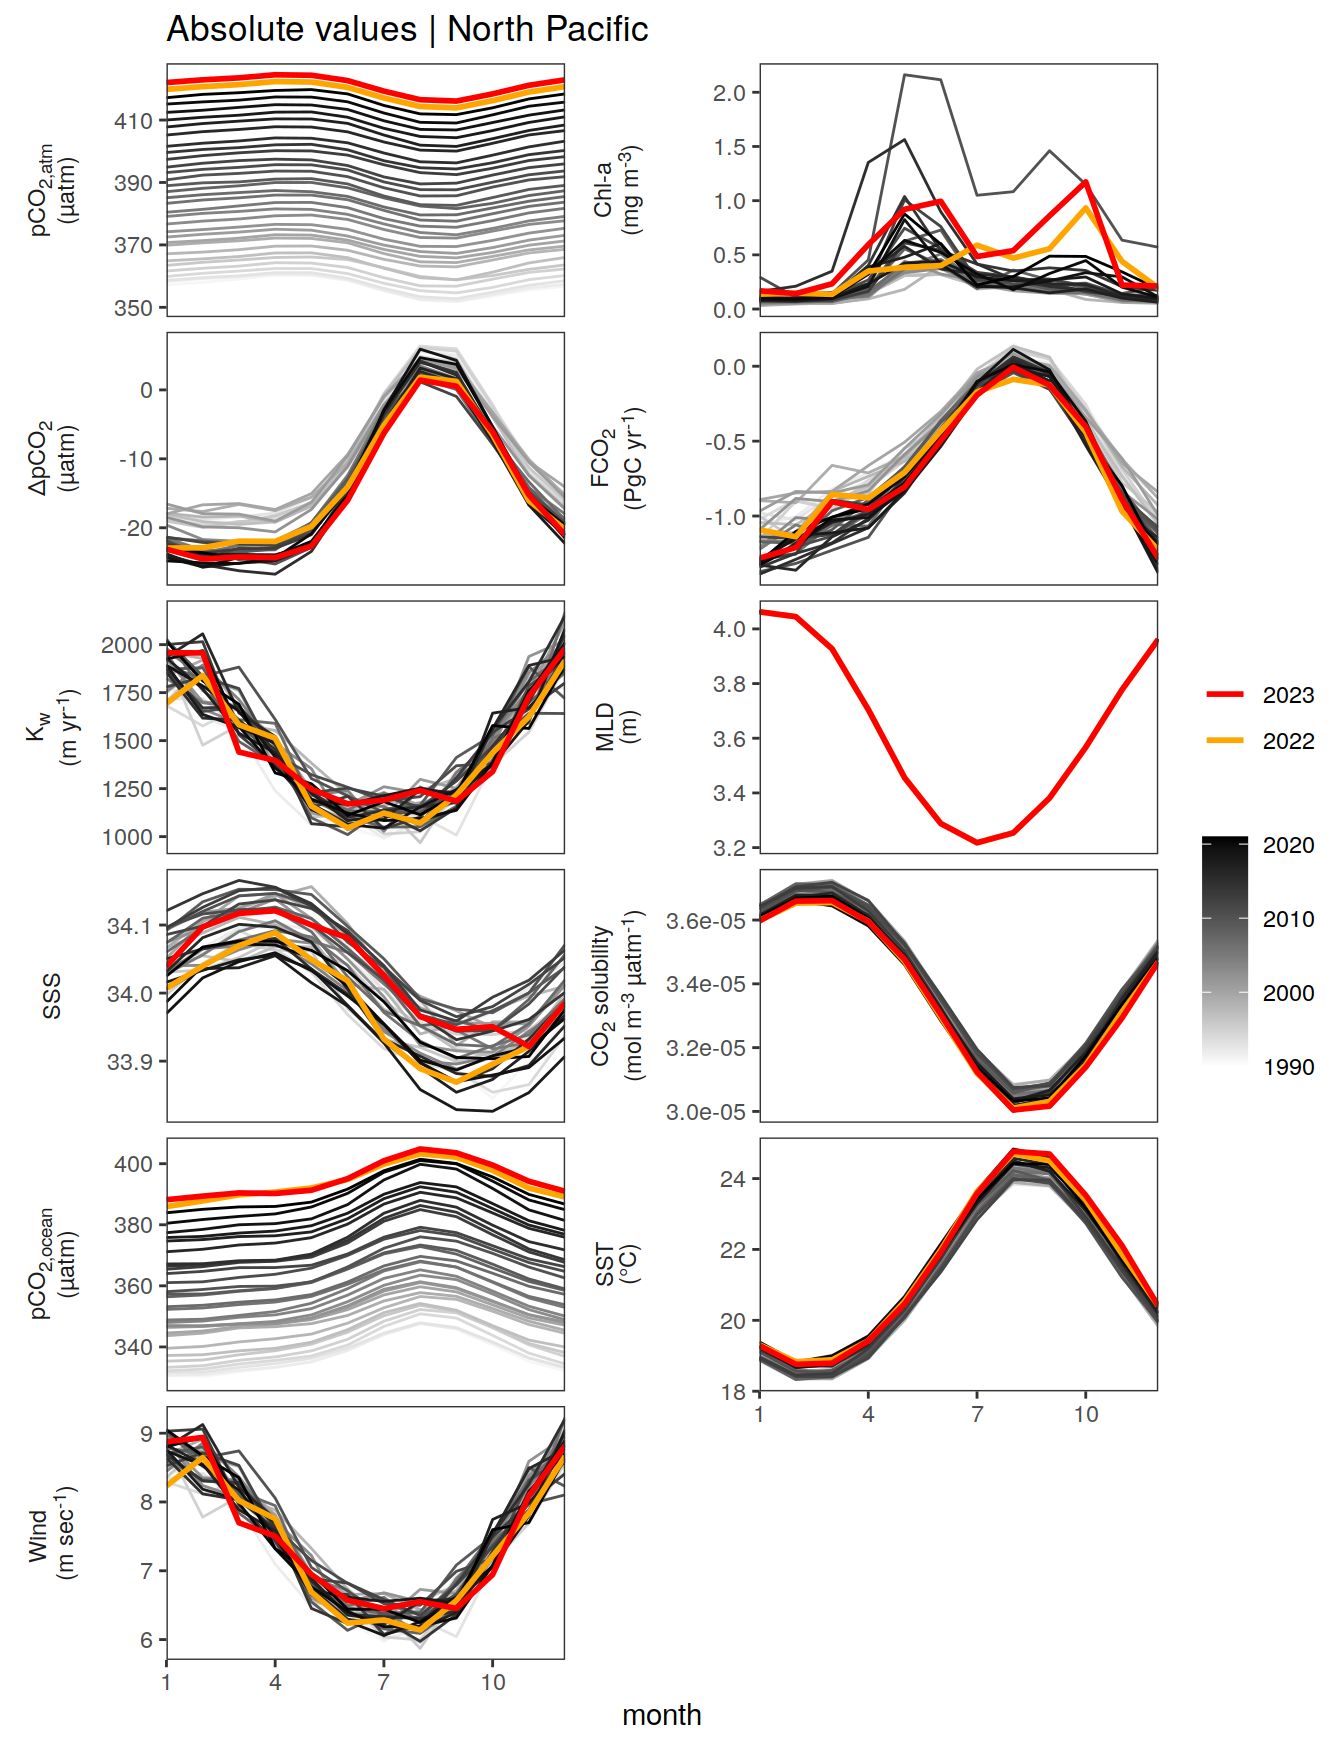 Absolute values | North Pacific
pCO2,atm
(µatm)
410
390
370
350
Chl-a
(mg m-3)
2.0
1.5
1.0
0.5
0.0
ΔpCO2
(µatm)
0
-10
-20
FCO2
(PgC yr-1)
0.0
-0.5
-1.0
Kw
(m yr-1)
2000
1750
1500
1250
1000
MLD
(m)
4.0
3.8
3.6
3.4
3.2
SSS
34.1
34.0
33.9
CO2 solubility
(mol m-3 µatm-1)
3.6e-05
3.4e-05
3.2e-05
3.0e-05
pCO2,ocean
(µatm)
400
380
360
340
SST
(°C)
24
22
20
18
1 4 7 10
Wind
(m sec-1)
9
8
7
6
1 4 7 10
month
2023
2022
2020
2010
2000
1990